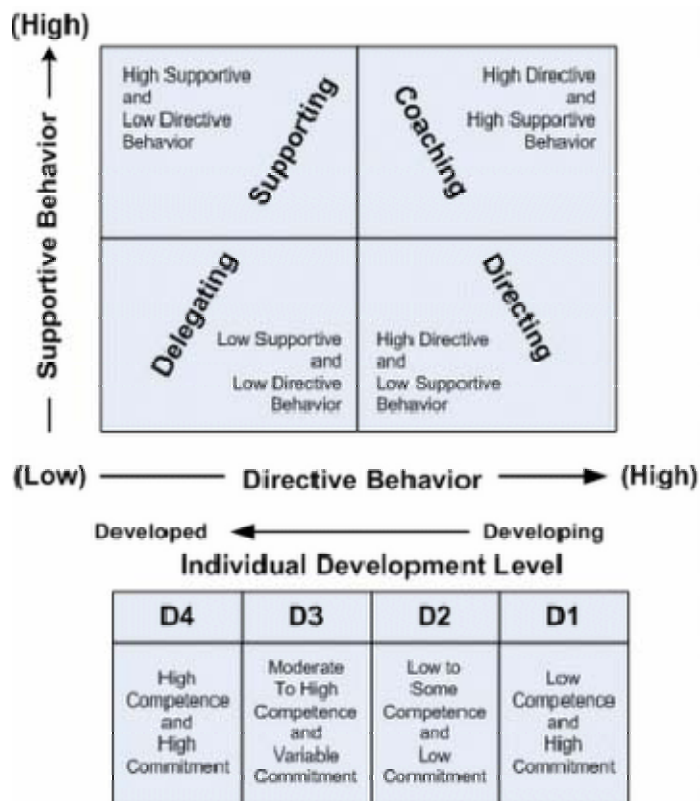 (High)
Supportive Behavior
High Supportive
and
Low Directive
Behavior
Supporting
Coaching
High Directive
and
High Supportive
Behavior
Delegating
Low Supportive
and
Low Directive
Behavior
Directing
High Directive
and
Low Supportive
Behavior
(Low)
Directive Behavior
(High)
Developed
Developing
Individual Development Level
D4
D3
D2
D1
High
Competence
and
High
Commitment
Moderate
To High
Competence
and
Variable
Commitment
Low to
Some
Competence
and
Low
Commitment
Low
Competence
and
High
Commitment